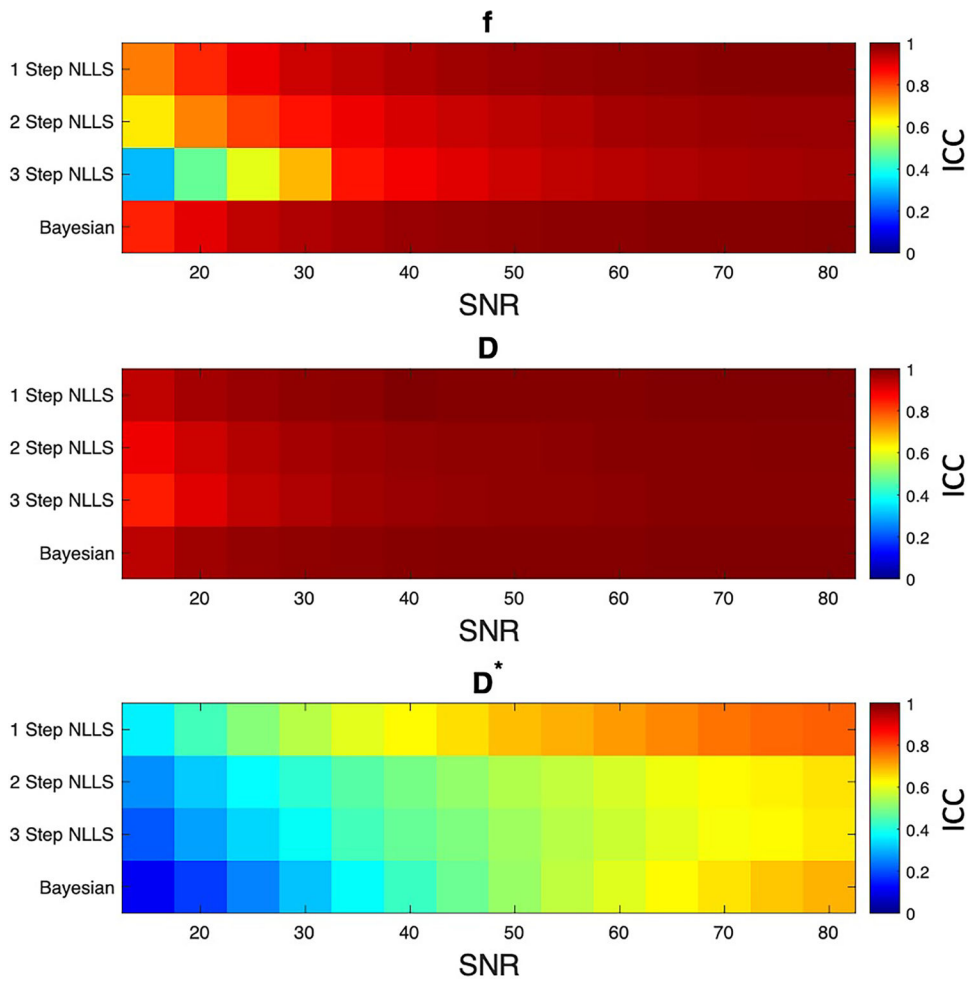 f
1 Step NLLS
2 Step NLLS
3 Step NLLS
Bayesian
20 30 40 50 60 70 80
SNR
1
0.8
0.6
0.4
0.2
0
ICC
D
1 Step NLLS
2 Step NLLS
3 Step NLLS
Bayesian
20 30 40 50 60 70 80
SNR
1
0.8
0.6
0.4
0.2
0
ICC
D*
1 Step NLLS
2 Step NLLS
3 Step NLLS
Bayesian
20 30 40 50 60 70 80
SNR
1
0.8
0.6
0.4
0.2
0
ICC